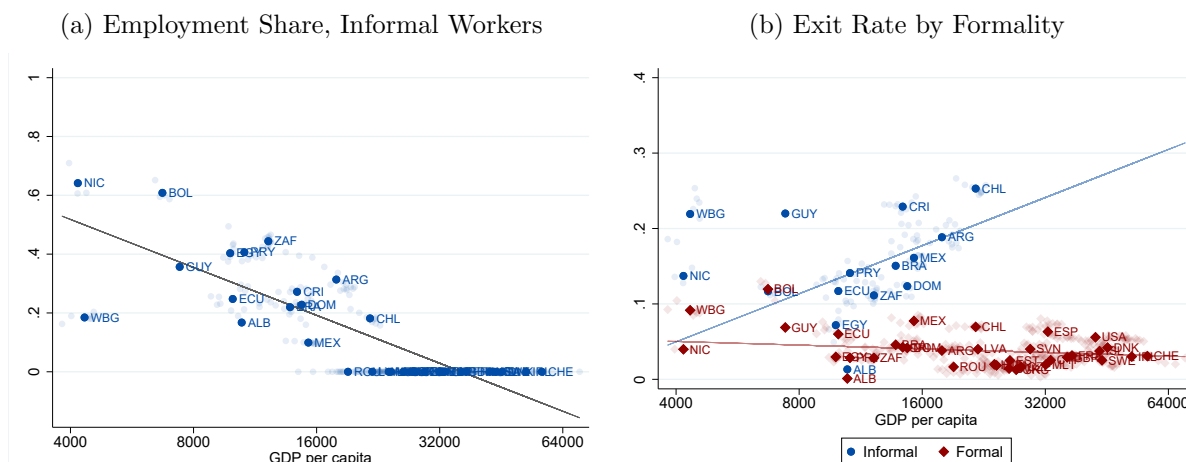 (a) Employment Share, Informal Workers
1
.8
.6
.4
.2
0
NIC
BOL
ZAF
PRY
GUY
ARG
CRI
ECU
DOM
WBG
ALB
CHL
MEX
CHE
4000
8000
16000
32000
64000
GDP per capita
(b) Exit Rate by Formality
.4
.3
.2
.1
0
CHL
WBG
GUY
CRI
ARG
MEX
BRA
NIC
PRY
DOM
ECU
ZAF
BOL
WBG
EGY
MEX
GUY
CHL
ESP
ECU
USA
NIC
ARG
LVA
SVN
DNK
ZAF
ROU
MLT
SWE
CHE
ALB
ALB
4000
8000
16000
32000
64000
GDP per capita
Informal
Formal